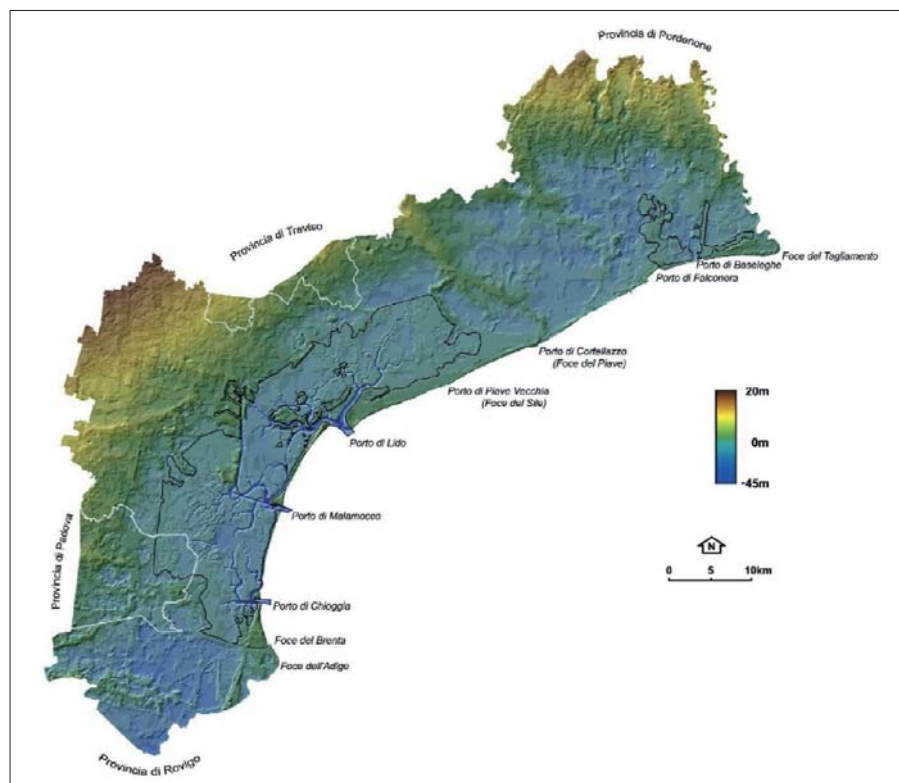 Provincia di Pordenone
Provincia di Treviso
Foce del Tagliamento
Porto di Baseleghe
Porto di Falconera
Porto di Cortellazzo
(Foce del Piave)
Porto di Piave Vecchia
(Foce del Sile)
20m
0m
-45m
Porto di Lido
Porto di Malamocco
Provincia di Padova
N
0 5 10km
Porto di Chioggia
Foce del Brenta
Foce dell'Adige
Provincia di Rovigo